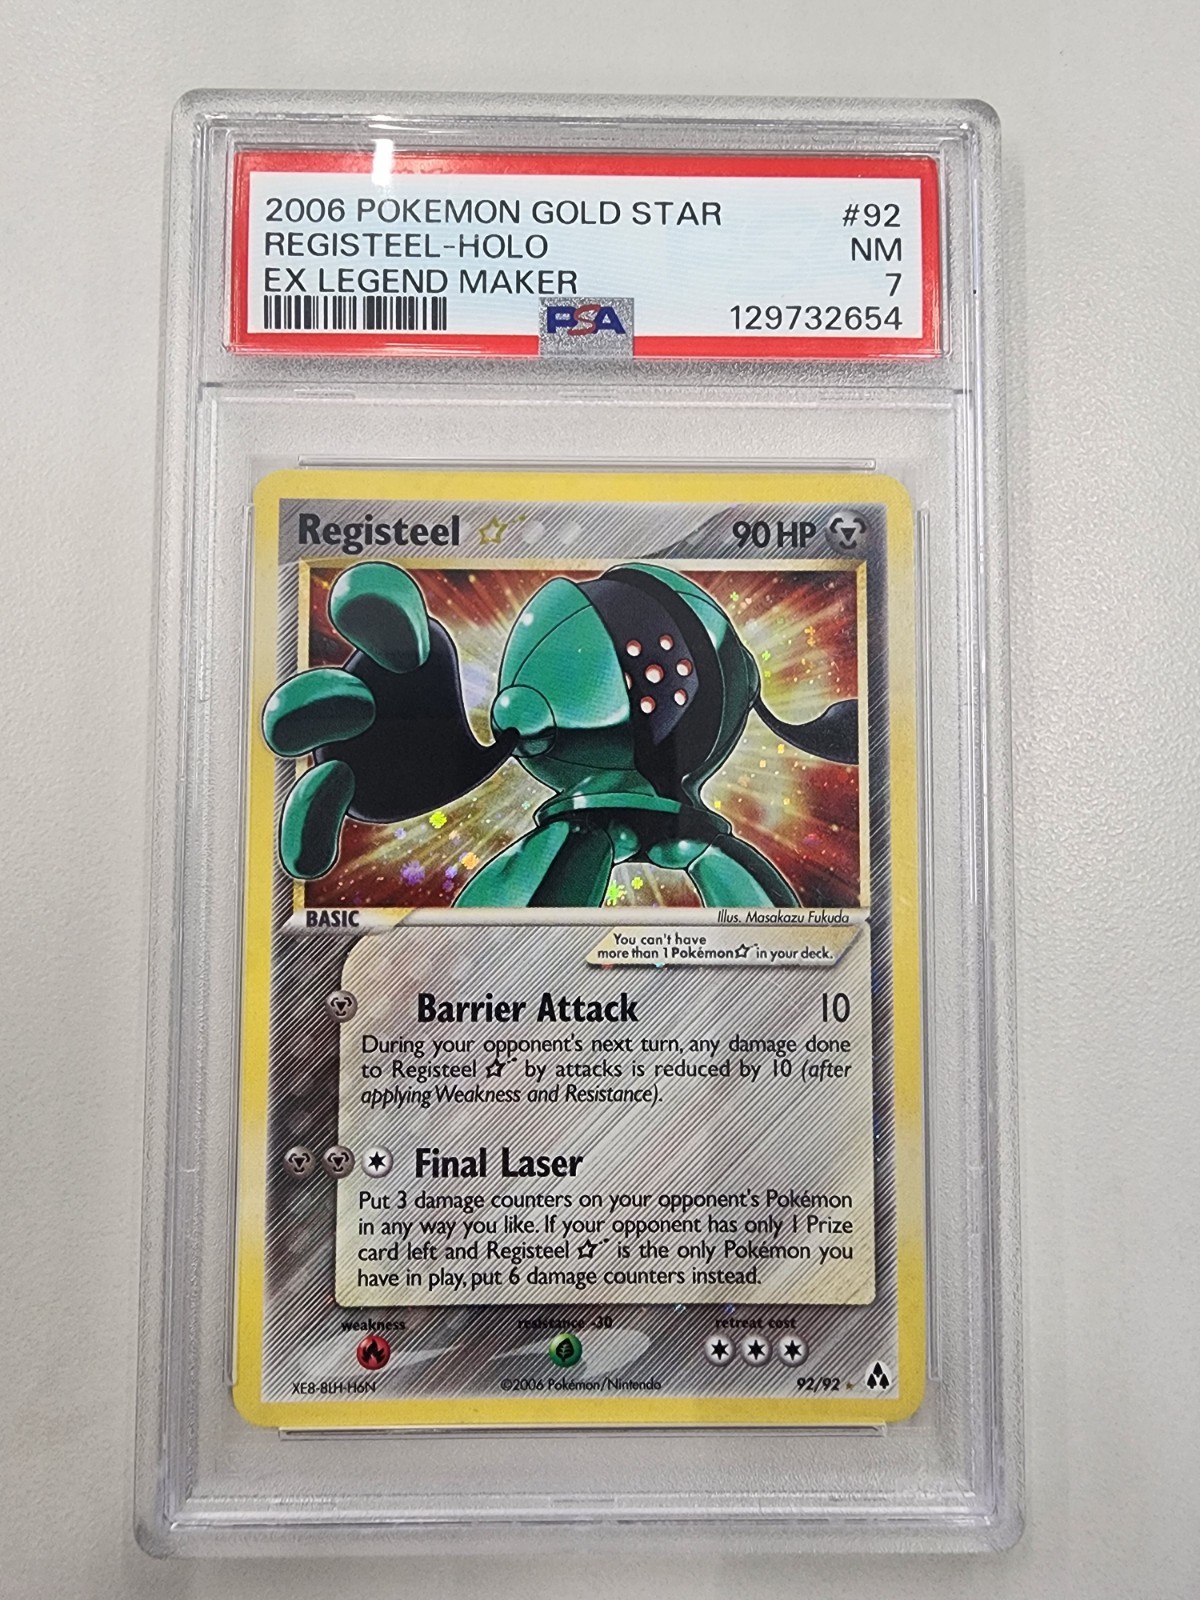 2006 POKEMON GOLD STAR #92
REGISTEEL-HOLO NM
EX LEGEND MAKER 7
PSA 129732654
Registeel ☆ 90 HP
BASIC
Illus. Masakazu Fukuda
You can't have
more than 1 Pokémon ☆ in your deck.
Barrier Attack 10
During your opponent's next turn, any damage done
to Registeel ☆ by attacks is reduced by 10 (after
applying Weakness and Resistance).
Final Laser
Put 3 damage counters on your opponent's Pokémon
in any way you like. If your opponent has only 1 Prize
card left and Registeel ☆ is the only Pokémon you
have in play, put 6 damage counters instead.
weakness resistance -30 retreat cost
XE8-8LH-H6N ©2006 Pokémon/Nintendo 92/92 ★